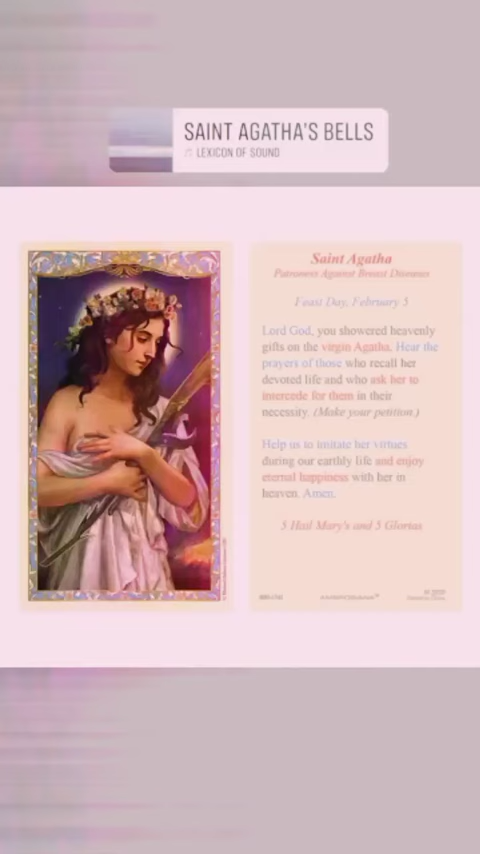 SAINT AGATHA'S BELLS
LEXICON OF SOUND
Saint Agatha
Patroness Against Breast Diseases
Feast Day, February 5
Lord God, you showered heavenly
gifts on the virgin Agatha. Hear the
prayers of those who recall her
devoted life and who ask her to
intercede for them in their
necessity. (Make your petition.)
Help us to imitate her virtues
during our earthly life and enjoy
eternal happiness with her in
heaven. Amen.
5 Hail Mary's and 5 Glorias